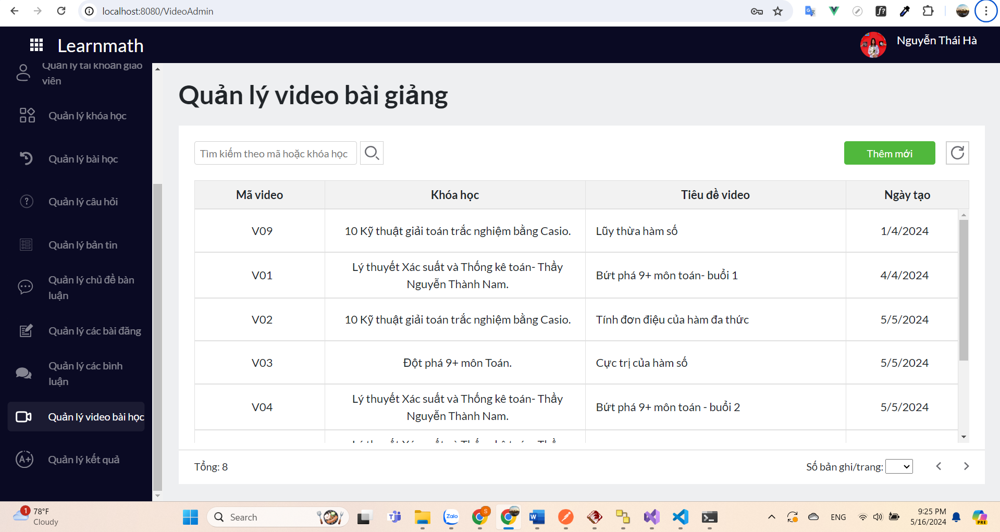 localhost:8080/VideoAdmin
Learnmath
Nguyễn Thái Hà
Quản lý tài khoản giáo
viên
Quản lý khóa học
Quản lý bài học
Quản lý câu hỏi
Quản lý bản tin
Quản lý chủ đề bàn
luận
Quản lý các bài đăng
Quản lý các bình
luận
Quản lý video bài học
Quản lý kết quả
Quản lý video bài giảng
Tìm kiếm theo mã hoặc khóa học
Thêm mới
Mã video Khóa học Tiêu đề video Ngày tạo
V09 10 Kỹ thuật giải toán trắc nghiệm bằng Casio. Lũy thừa hàm số 1/4/2024
V01 Lý thuyết Xác suất và Thống kê toán- Thầy
Nguyễn Thành Nam. Bứt phá 9+ môn toán- buổi 1 4/4/2024
V02 10 Kỹ thuật giải toán trắc nghiệm bằng Casio. Tính đơn điệu của hàm đa thức 5/5/2024
V03 Đột phá 9+ môn Toán. Cực trị của hàm số 5/5/2024
V04 Lý thuyết Xác suất và Thống kê toán- Thầy
Nguyễn Thành Nam. Bứt phá 9+ môn toán - buổi 2 5/5/2024
Tổng: 8
Số bản ghi/trang:
1
78°F
Cloudy
Search
Zalo
S
ENG
9:25 PM
5/16/2024
PRE